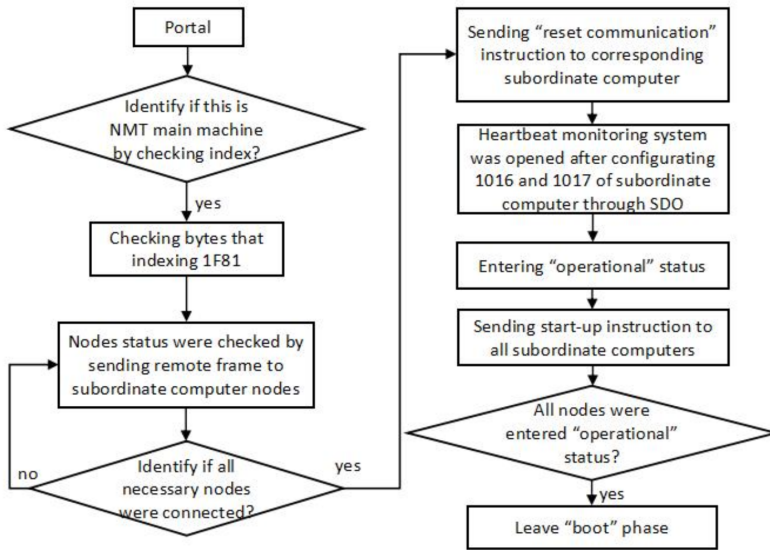 Portal
Identify if this is
NMT main machine
by checking index?
yes
Checking bytes that
indexing 1F81
Nodes status were checked by
sending remote frame to
subordinate computer nodes
no
Identify if all
necessary nodes
were connected?
yes
Sending “reset communication”
instruction to corresponding
subordinate computer
Heartbeat monitoring system
was opened after configurating
1016 and 1017 of subordinate
computer through SDO
Entering “operational” status
Sending start-up instruction to
all subordinate computers
All nodes were
entered “operational”
status?
yes
Leave “boot” phase